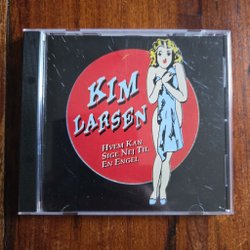 KIM
LARSEN
HVEM KAN
SIGE NEJ TIL
EN ENGEL